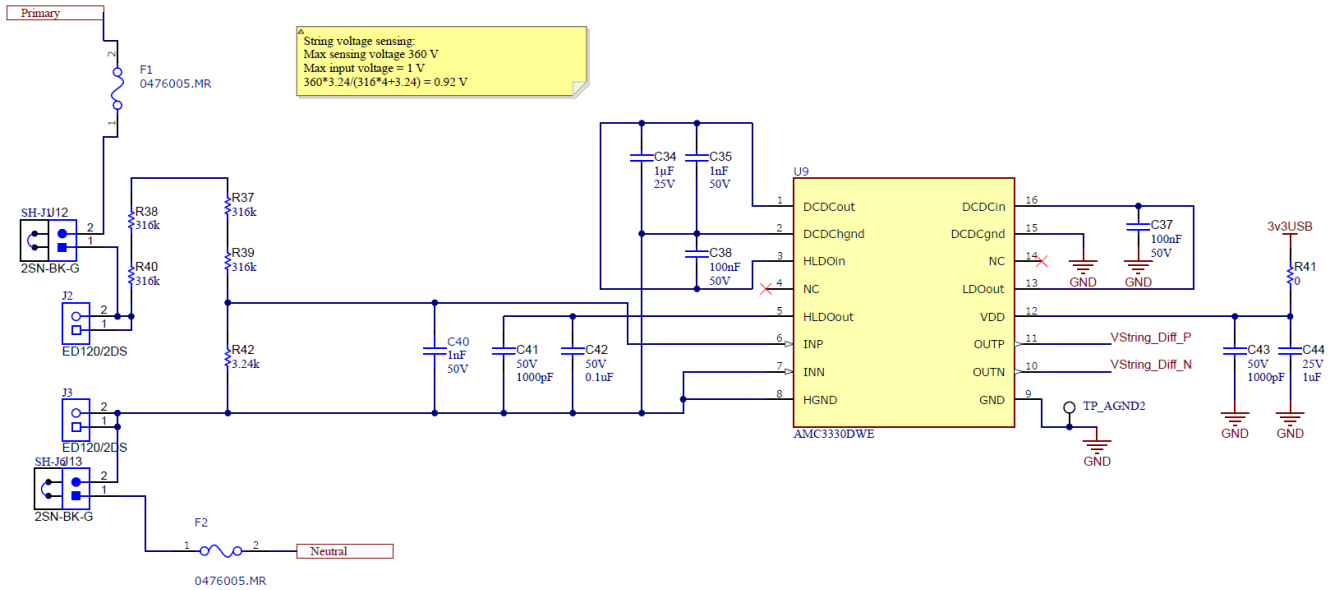 Primary
2
F1
0476005.MR
1
String voltage sensing:
Max sensing voltage 360 V
Max input voltage = 1 V
360*3.24/(316*4+3.24) = 0.92 V
SH-J1
J12
2
1
2SN-BK-G
R38
316k
R40
316k
R37
316k
R39
316k
R42
3.24k
J2
2
1
ED120/2DS
J3
2
1
ED120/2DS
SH-J6
J13
2
1
2SN-BK-G
F2
1
2
0476005.MR
Neutral
C40
1nF
50V
C41
50V
1000pF
C42
50V
0.1uF
C34
1µF
25V
C35
1nF
50V
C38
100nF
50V
U9
1
DCDCout
2
DCDChgnd
3
HLDOin
4
NC
5
HLDOout
6
INP
7
INN
8
HGND
DCDCin
16
DCDCgnd
15
NC
14
LDOout
13
VDD
12
OUTP
11
OUTN
10
GND
9
AMC3330DWE
C37
100nF
50V
GND
GND
3v3USB
R41
0
VString_Diff_P
VString_Diff_N
TP_AGND2
GND
C43
50V
1000pF
GND
C44
25V
1uF
GND